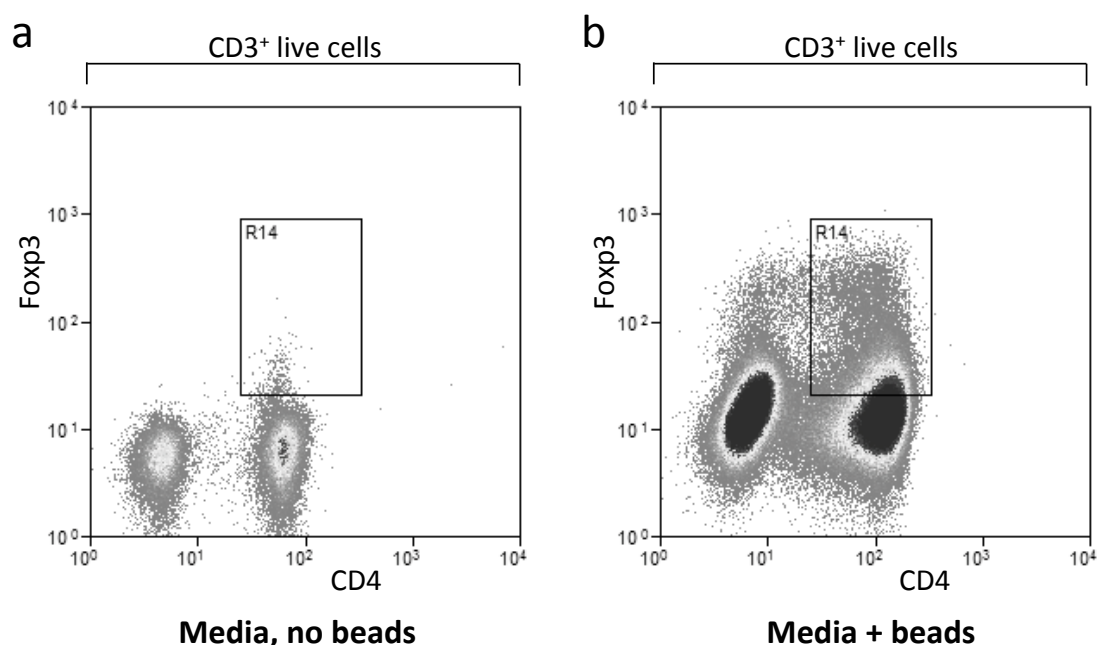 a
CD3⁺ live cells
10⁴
10³
10²
10¹
10⁰
Foxp3
R14
10⁰ 10¹ 10² 10³ 10⁴
CD4
Media, no beads
b
CD3⁺ live cells
10⁴
10³
10²
10¹
10⁰
Foxp3
R14
10⁰ 10¹ 10² 10³ 10⁴
CD4
Media + beads